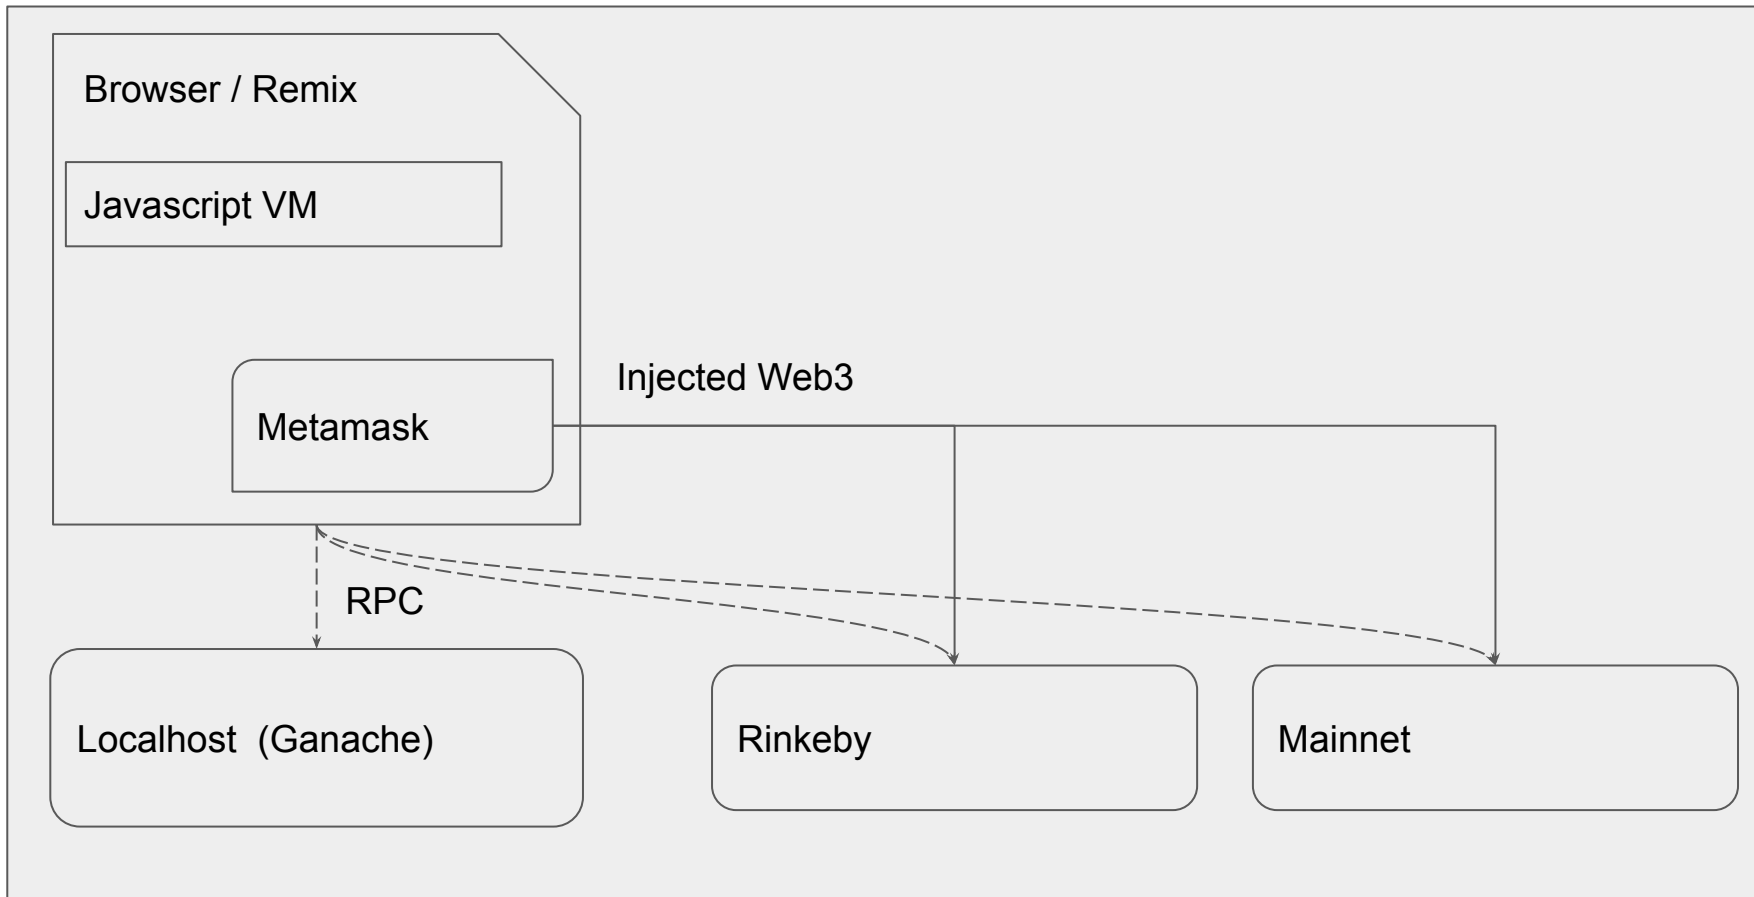 Browser / Remix
Javascript VM
Injected Web3
Metamask
RPC
Localhost  (Ganache)
Rinkeby
Mainnet